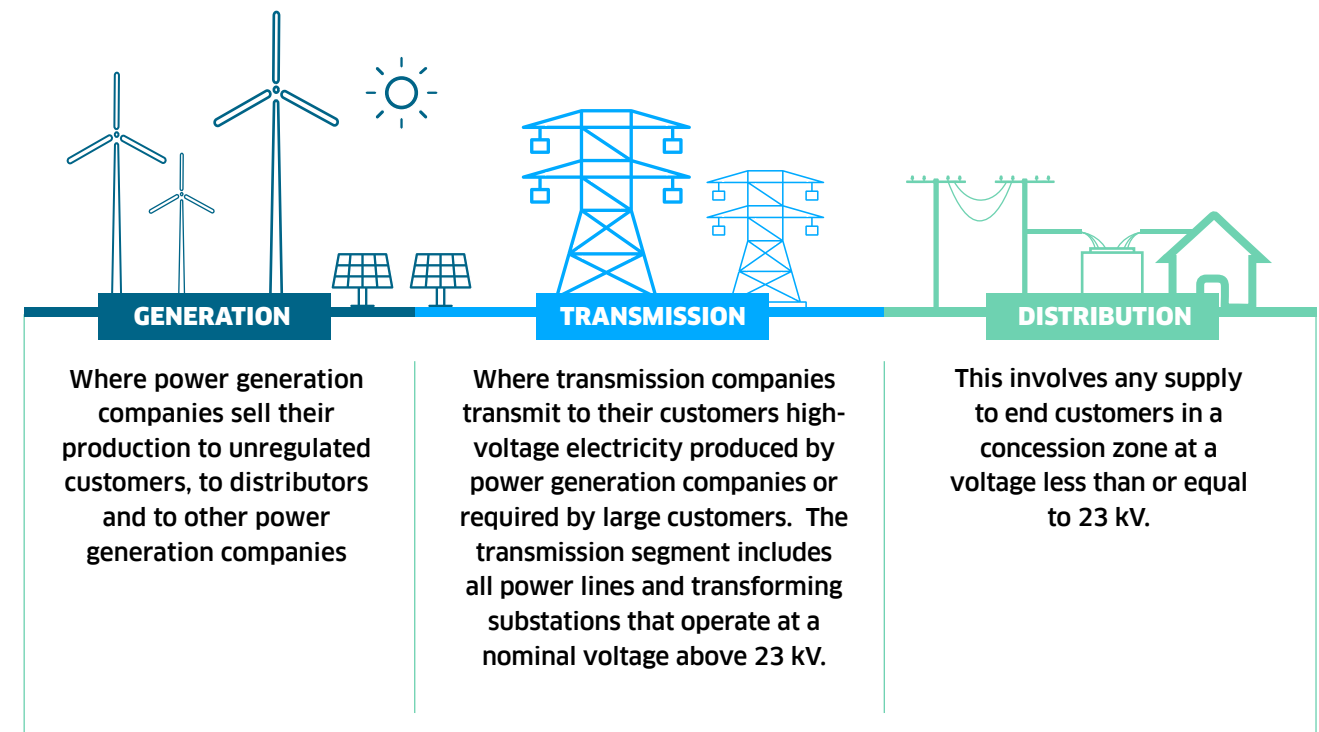 GENERATION
Where power generation
companies sell their
production to unregulated
customers, to distributors
and to other power
generation companies
TRANSMISSION
Where transmission companies
transmit to their customers high-
voltage electricity produced by
power generation companies or
required by large customers.  The
transmission segment includes
all power lines and transforming
substations that operate at a
nominal voltage above 23 kV.
DISTRIBUTION
This involves any supply
to end customers in a
concession zone at a
voltage less than or equal
to 23 kV.